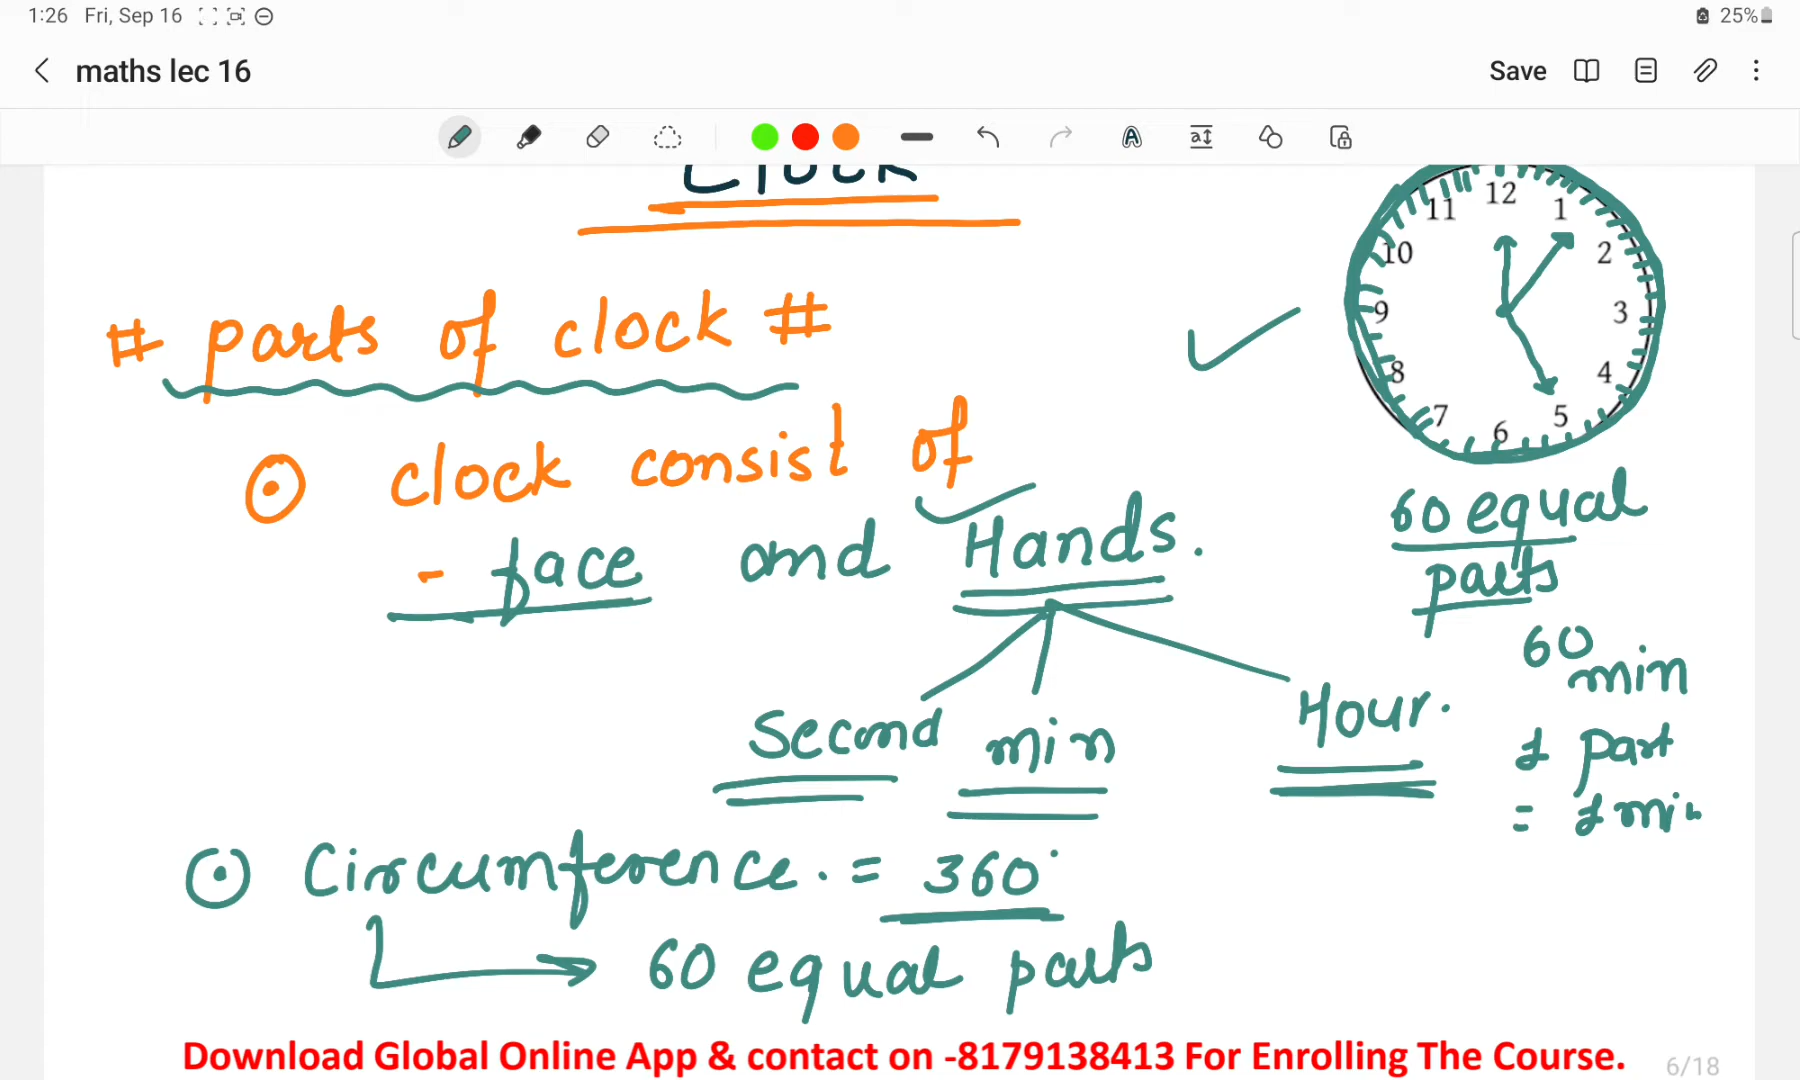 1:26 Fri, Sep 16 25%
maths lec 16 Save
Clock
12
11 1
10 2
9 3
8 4
7 5
6
# parts of clock #
clock consist of
- face and Hands.
60 equal
parts
60
min
Second min Hour.
1 part
= 1 min
Circumference. = 360°
60 equal parts
Download Global Online App & contact on -8179138413 For Enrolling The Course.
6/18